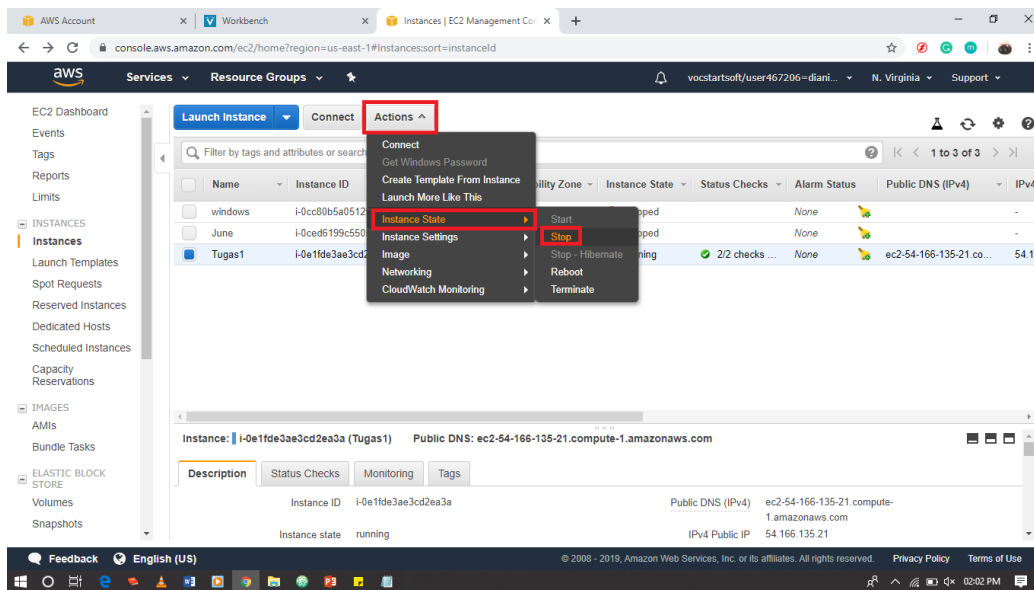 AWS Account
Workbench
Instances | EC2 Management Con
console.aws.amazon.com/ec2/home?region=us-east-1#Instances:sort=instanceId
aws
Services
Resource Groups
vocstartsoft/user467206=diani...
N. Virginia
Support
EC2 Dashboard
Events
Tags
Reports
Limits
INSTANCES
Instances
Launch Templates
Spot Requests
Reserved Instances
Dedicated Hosts
Scheduled Instances
Capacity
Reservations
IMAGES
AMIs
Bundle Tasks
ELASTIC BLOCK
STORE
Volumes
Snapshots
Launch Instance
Connect
Actions
Filter by tags and attributes or search
1 to 3 of 3
Name Instance ID bility Zone Instance State Status Checks Alarm Status Public DNS (IPv4) IPv4
windows i-0cc80b5a0512 pped None -
June i-0ced6199c550 pped None -
Tugas1 i-0e1fde3ae3cd2 ning 2/2 checks ... None ec2-54-166-135-21.co... 54.1
Connect
Get Windows Password
Create Template From Instance
Launch More Like This
Instance State
Instance Settings
Image
Networking
CloudWatch Monitoring
Start
Stop
Stop - Hibernate
Reboot
Terminate
Instance: i-0e1fde3ae3cd2ea3a (Tugas1) Public DNS: ec2-54-166-135-21.compute-1.amazonaws.com
Description
Status Checks
Monitoring
Tags
Instance ID i-0e1fde3ae3cd2ea3a
Public DNS (IPv4) ec2-54-166-135-21.compute-
1.amazonaws.com
Instance state running
IPv4 Public IP 54.166.135.21
Feedback
English (US)
© 2008 - 2019, Amazon Web Services, Inc. or its affiliates. All rights reserved.
Privacy Policy
Terms of Use
02:02 PM